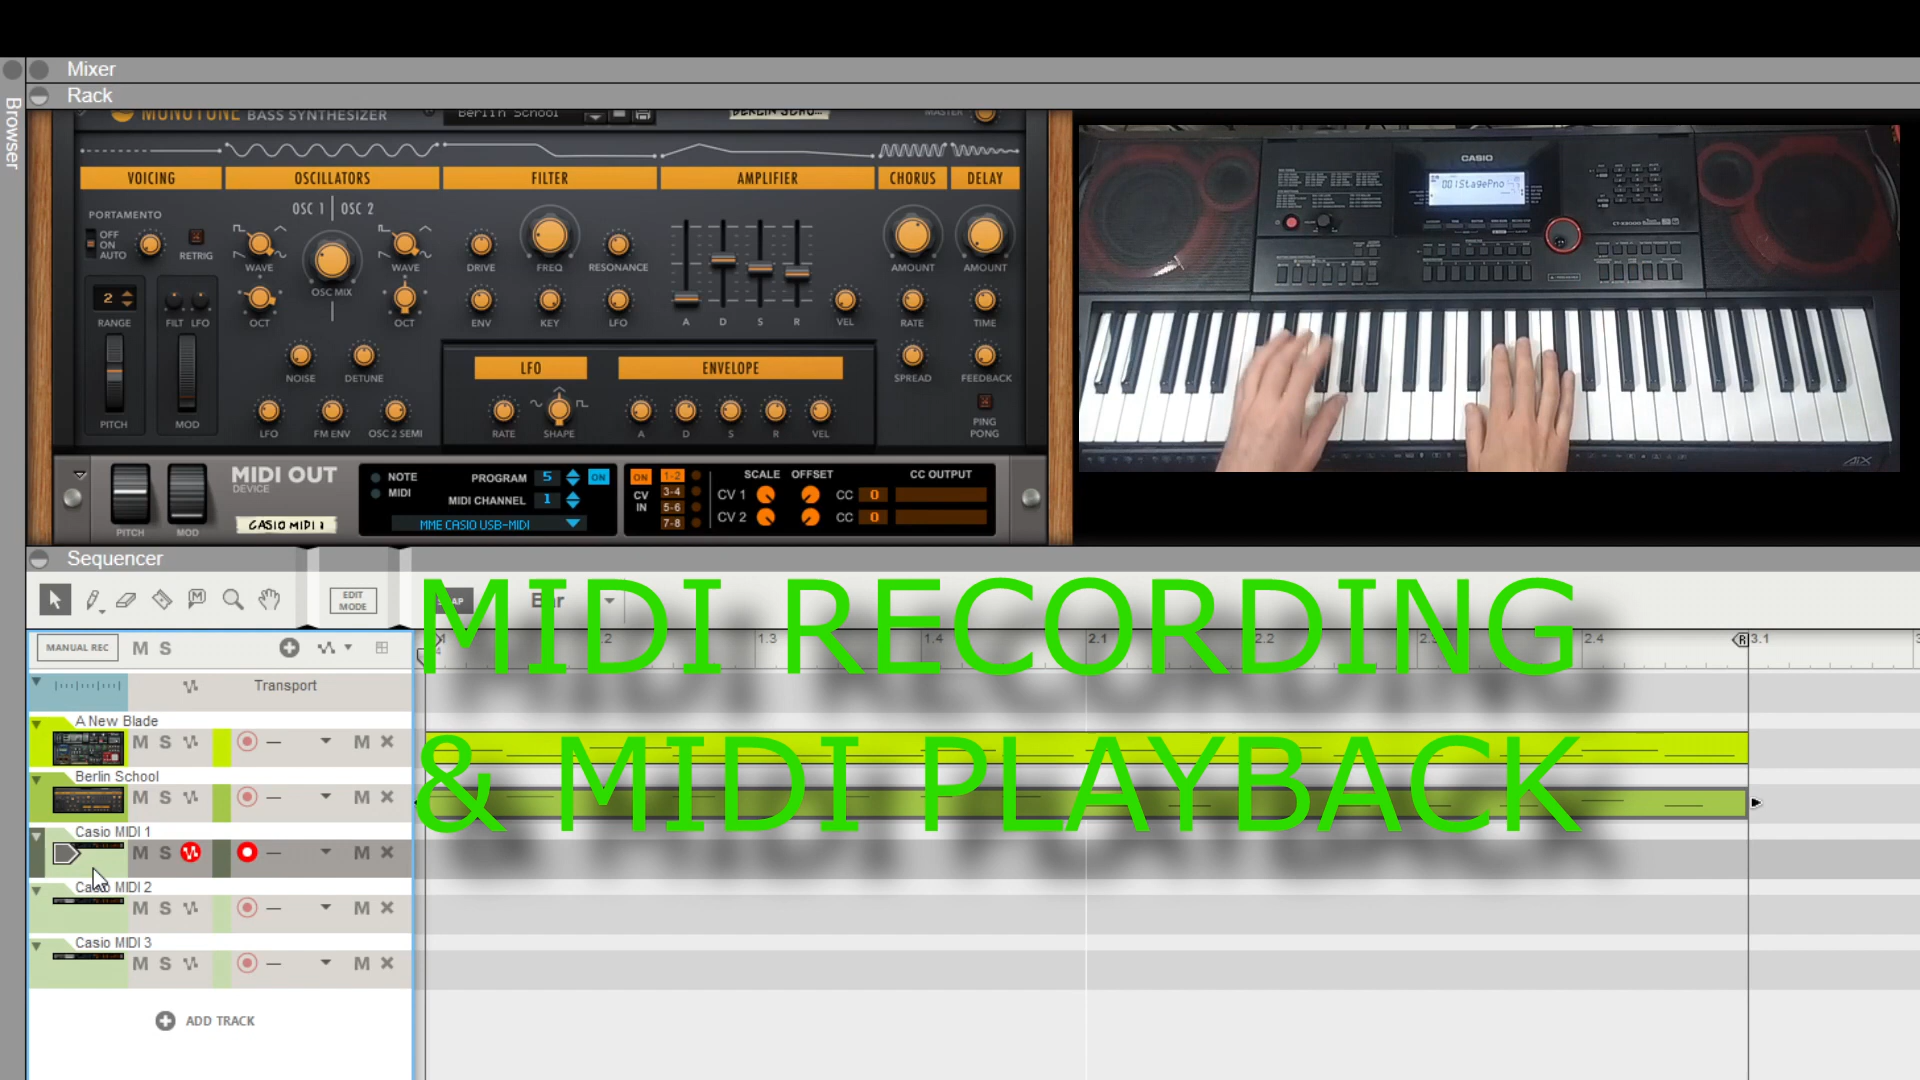 Mixer
Rack
Browser
MONOTONE BASS SYNTHESIZER
Berlin School
MASTER
VOICING
OSCILLATORS
FILTER
AMPLIFIER
CHORUS
DELAY
PORTAMENTO
OFF
ON
AUTO
RETRIG
OSC 1 | OSC 2
WAVE
OSC MIX
WAVE
DRIVE
FREQ
RESONANCE
AMOUNT
AMOUNT
2
RANGE
FILT LFO
OCT
OCT
ENV
KEY
LFO
A D S R
VEL
RATE
TIME
NOISE
DETUNE
LFO
ENVELOPE
SPREAD
FEEDBACK
PITCH
MOD
LFO
FM ENV
OSC 2 SEMI
RATE
SHAPE
A D S R VEL
PING
PONG
MIDI OUT
DEVICE
CASIO MIDI 1
PITCH
MOD
NOTE
MIDI
PROGRAM 5 ON
MIDI CHANNEL 1
MME CASIO USB-MIDI
ON
CV
IN
1-2
3-4
5-6
7-8
SCALE OFFSET
CC OUTPUT
CV 1 CC 0
CV 2 CC 0
CASIO
001StagePno
Sequencer
EDIT
MODE
Bar
MIDI RECORDING
& MIDI PLAYBACK
MANUAL REC
M S
.2
1.3
1.4
2.1
2.2
2.4
R
3.1
Transport
A New Blade
M S M
Berlin School
M S M
Casio MIDI 1
M S M
Casio MIDI 2
M S M
Casio MIDI 3
M S M
ADD TRACK